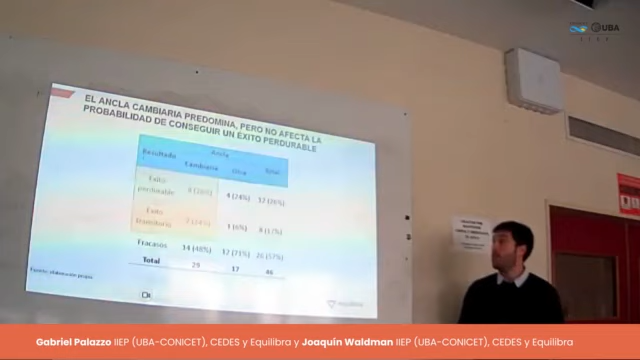 UBA
EL ANCLA CAMBIARIA PREDOMINA, PERO NO AFECTA LA
PROBABILIDAD DE CONSEGUIR UN ÉXITO PERDURABLE
Resultado Ancla
Cambiaria Otra Total
Éxito
perdurable 8 (28%) 4 (24%) 12 (26%)
Éxito
transitorio 7 (24%) 1 (6%) 8 (17%)
Fracasos 14 (48%) 12 (71%) 26 (57%)
Total 29 17 46
Fuente: elaboración propia
Gabriel Palazzo IIEP (UBA-CONICET), CEDES y Equilibra y Joaquín Waldman IIEP (UBA-CONICET), CEDES y Equilibra